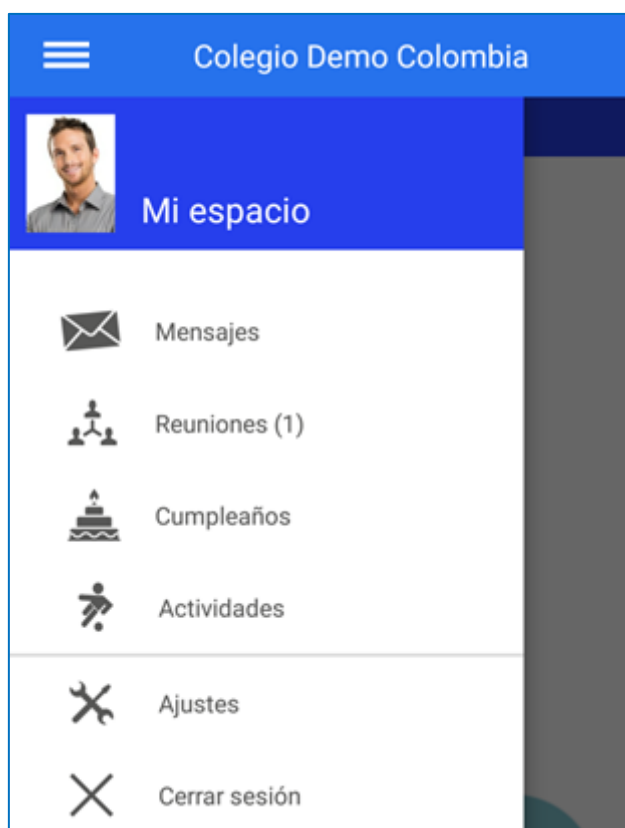 Colegio Demo Colombia
Mi espacio
Mensajes
Reuniones (1)
Cumpleaños
Actividades
Ajustes
Cerrar sesión